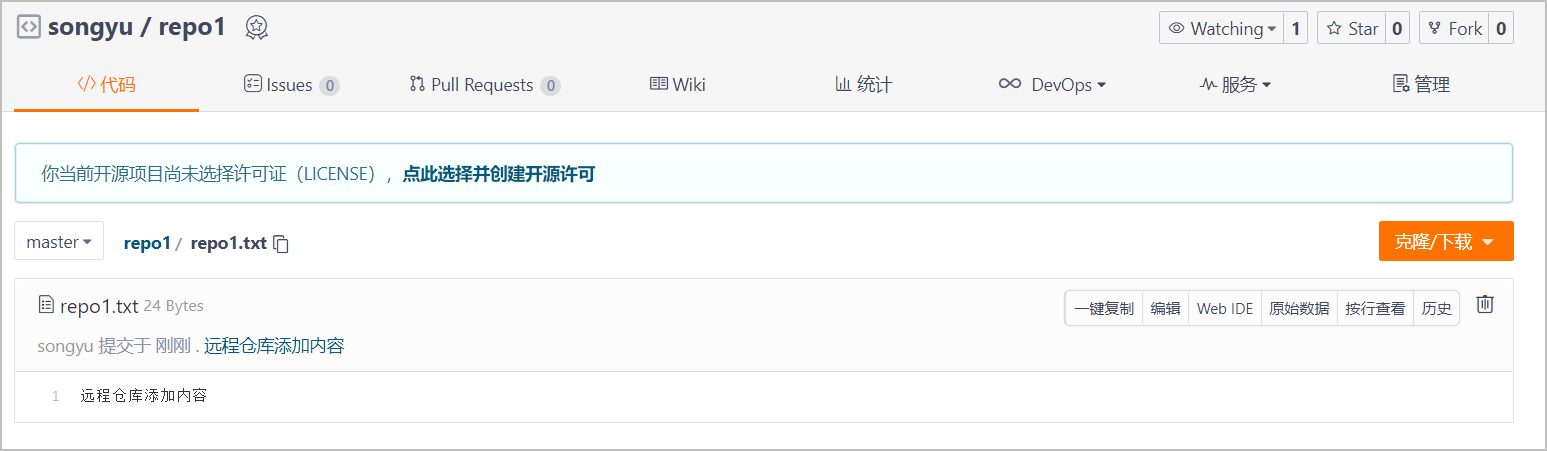 songyu / repo1 Watching 1 Star 0 Fork 0
代码 Issues 0 Pull Requests 0 Wiki 统计 DevOps 服务 管理
你当前开源项目尚未选择许可证（LICENSE），点此选择并创建开源许可
master repo1 / repo1.txt 克隆/下载
repo1.txt 24 Bytes 一键复制 编辑 Web IDE 原始数据 按行查看 历史
songyu 提交于 刚刚 . 远程仓库添加内容
1 远程仓库添加内容